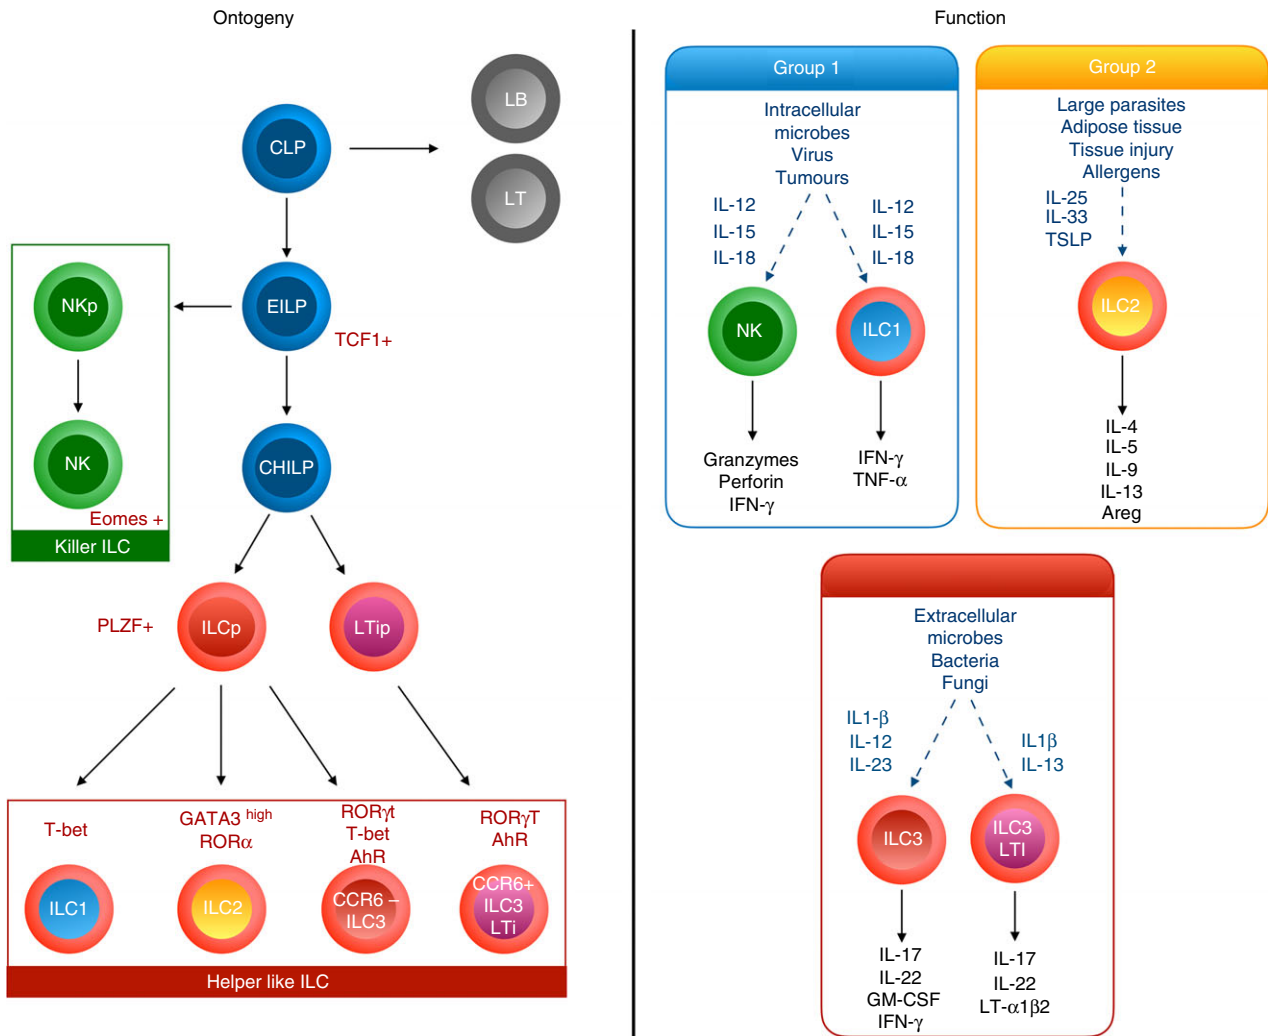 Ontogeny
CLP
LB
LT
EILP
TCF1+
NKp
NK
Eomes +
Killer ILC
CHILP
PLZF+
ILCp
LTip
T-bet
GATA3 high
RORα
RORγt
T-bet
AhR
RORγT
AhR
ILC1
ILC2
CCR6 –
ILC3
CCR6+
ILC3
LTi
Helper like ILC
Function
Group 1
Intracellular
microbes
Virus
Tumours
IL-12
IL-15
IL-18
IL-12
IL-15
IL-18
NK
ILC1
Granzymes
Perforin
IFN-γ
IFN-γ
TNF-α
Group 2
Large parasites
Adipose tissue
Tissue injury
Allergens
IL-25
IL-33
TSLP
ILC2
IL-4
IL-5
IL-9
IL-13
Areg
Extracellular
microbes
Bacteria
Fungi
IL1-β
IL-12
IL-23
IL1β
IL-13
ILC3
ILC3
LTI
IL-17
IL-22
GM-CSF
IFN-γ
IL-17
IL-22
LT-α1β2